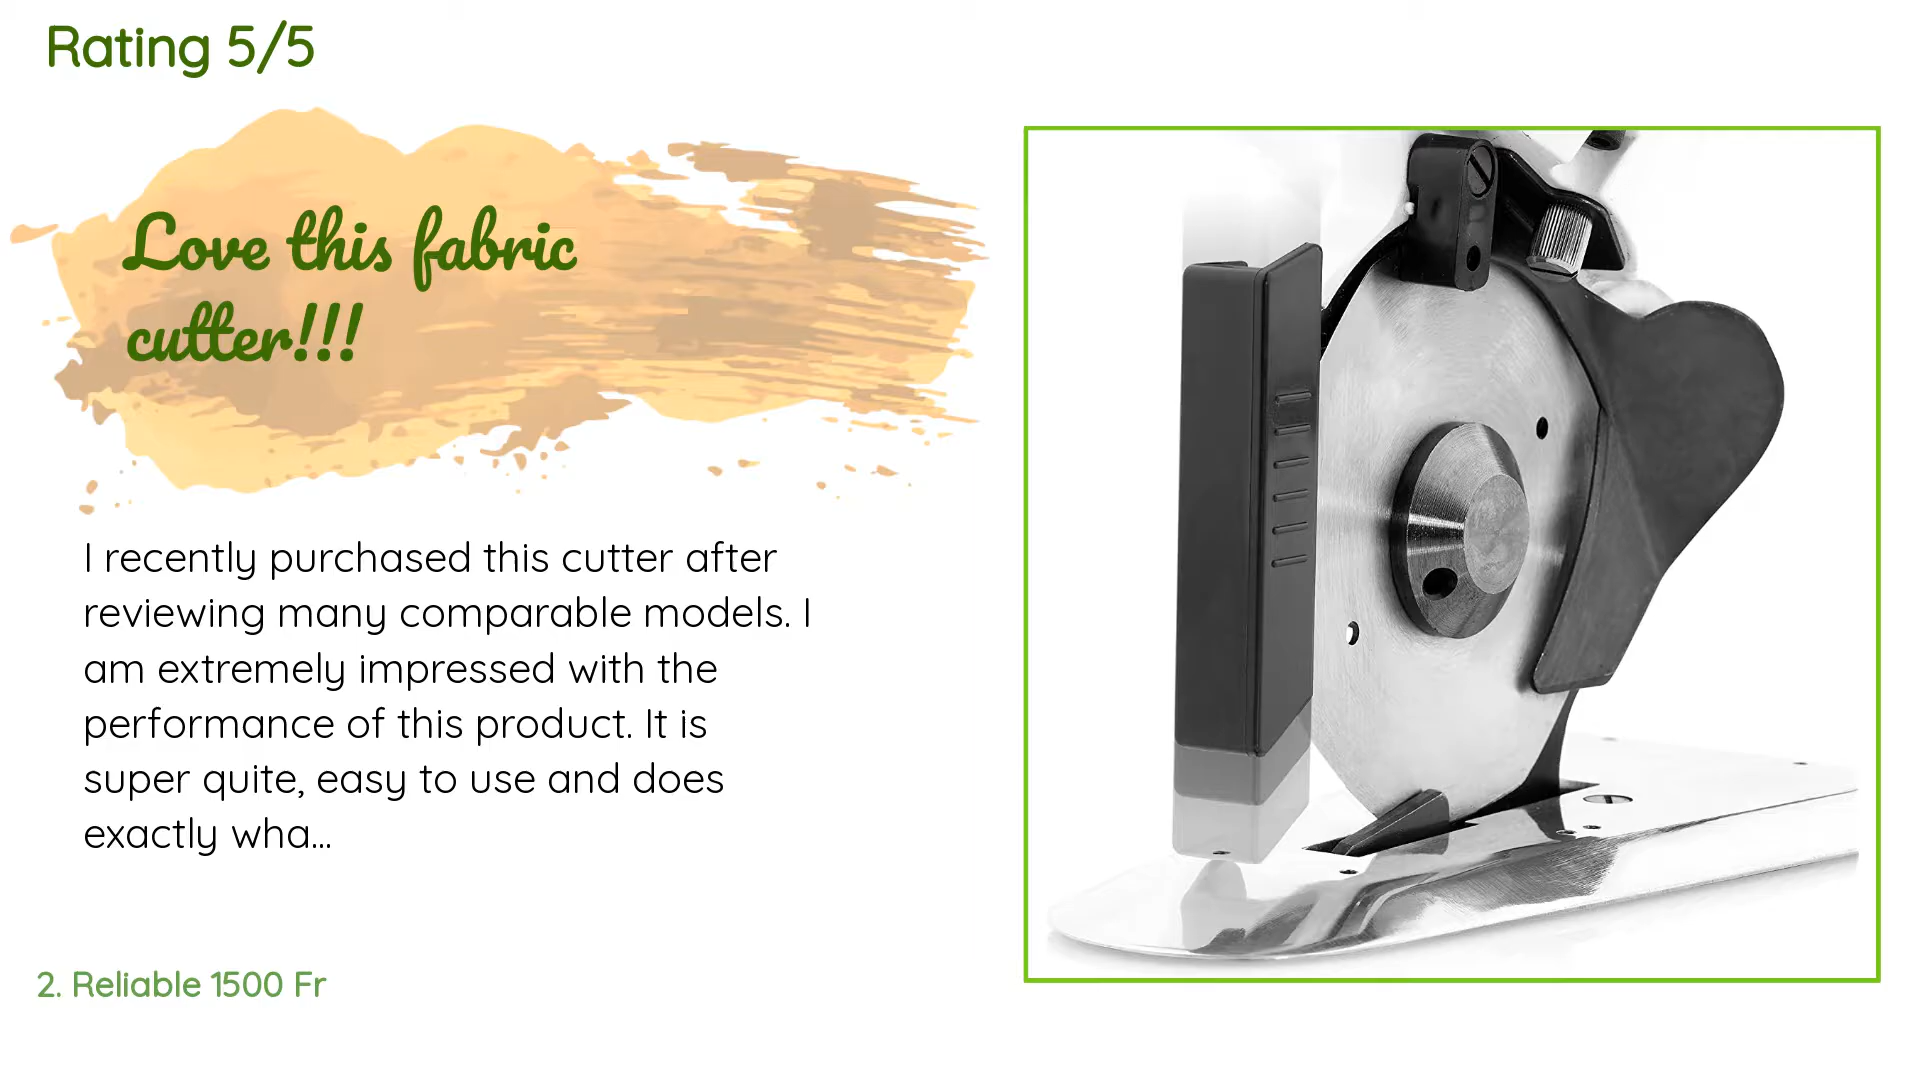 Rating 5/5
Love this fabric
cutter!!!
I recently purchased this cutter after
reviewing many comparable models. I
am extremely impressed with the
performance of this product. It is
super quite, easy to use and does
exactly wha...
2. Reliable 1500 Fr